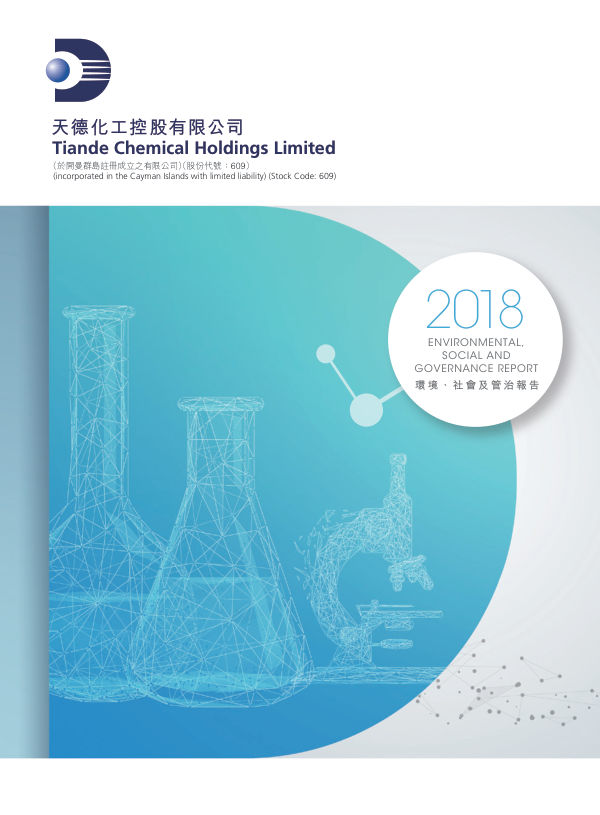 天德化工控股有限公司
Tiande Chemical Holdings Limited
（於開曼群島註冊成立之有限公司）（股份代號：609）
(incorporated in the Cayman Islands with limited liability) (Stock Code: 609)
2018
ENVIRONMENTAL,
SOCIAL AND
GOVERNANCE REPORT
環境、社會及管治報告